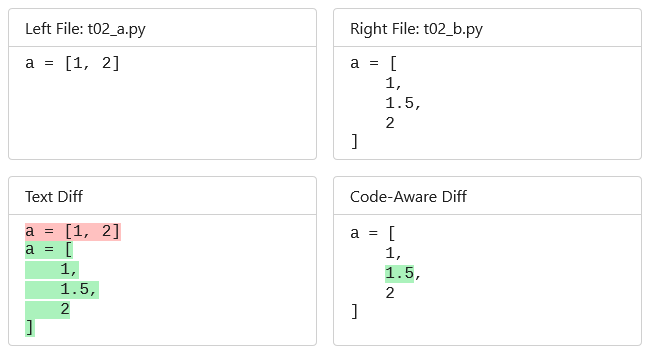 Left File: t02_a.py
a = [1, 2]
Right File: t02_b.py
a = [
    1,
    1.5,
    2
]
Text Diff
a = [1, 2]
a = [
    1,
    1.5,
    2
]
Code-Aware Diff
a = [
    1,
    1.5,
    2
]